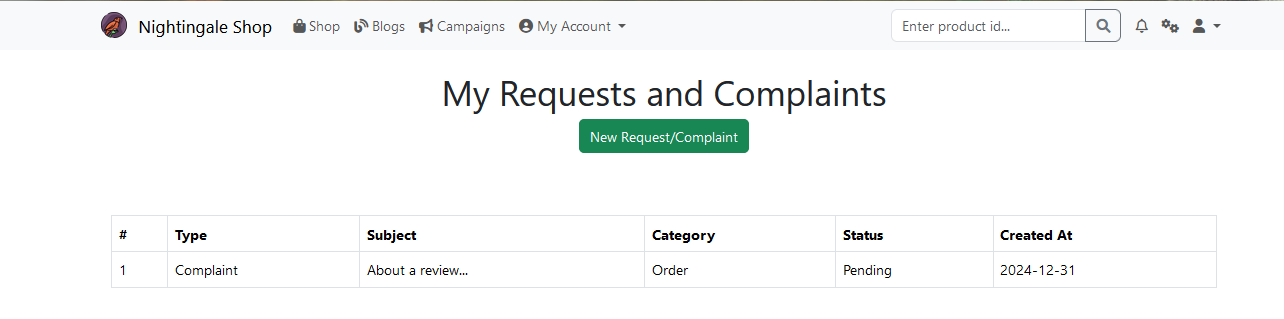 Nightingale Shop Shop Blogs Campaigns My Account Enter product id...
My Requests and Complaints
New Request/Complaint
# Type Subject Category Status Created At
1 Complaint About a review... Order Pending 2024-12-31